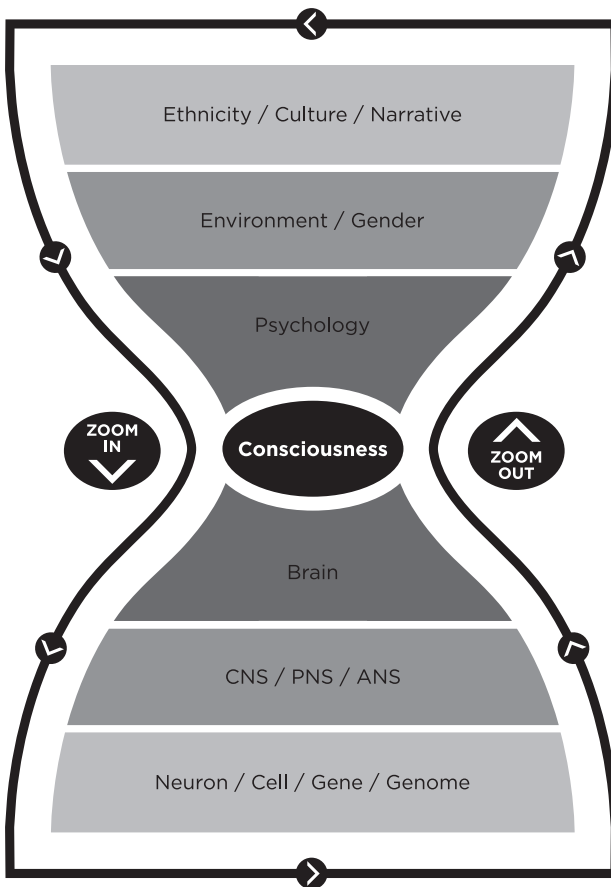 Ethnicity / Culture / Narrative
Environment / Gender
Psychology
ZOOM
IN
Consciousness
ZOOM
OUT
Brain
CNS / PNS / ANS
Neuron / Cell / Gene / Genome